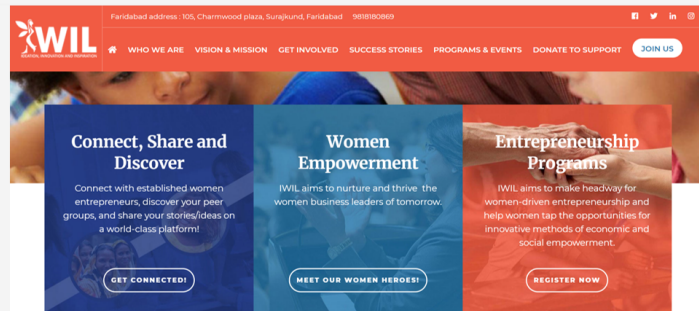 Faridabad address : 105, Charmwood plaza, Surajkund, Faridabad 9818180869
WIL
WHO WE ARE VISION & MISSION GET INVOLVED SUCCESS STORIES PROGRAMS & EVENTS DONATE TO SUPPORT JOIN US
Connect, Share and
Discover
Connect with established women
entrepreneurs, discover your peer
groups, and share your stories/ideas on
a world-class platform!
GET CONNECTED!
Women
Empowerment
IWIL aims to nurture and thrive the
women business leaders of tomorrow.
MEET OUR WOMEN HEROES!
Entrepreneurship
Programs
IWIL aims to make headway for
women-driven entrepreneurship and
help women tap the opportunities for
innovative methods of economic and
social empowerment.
REGISTER NOW